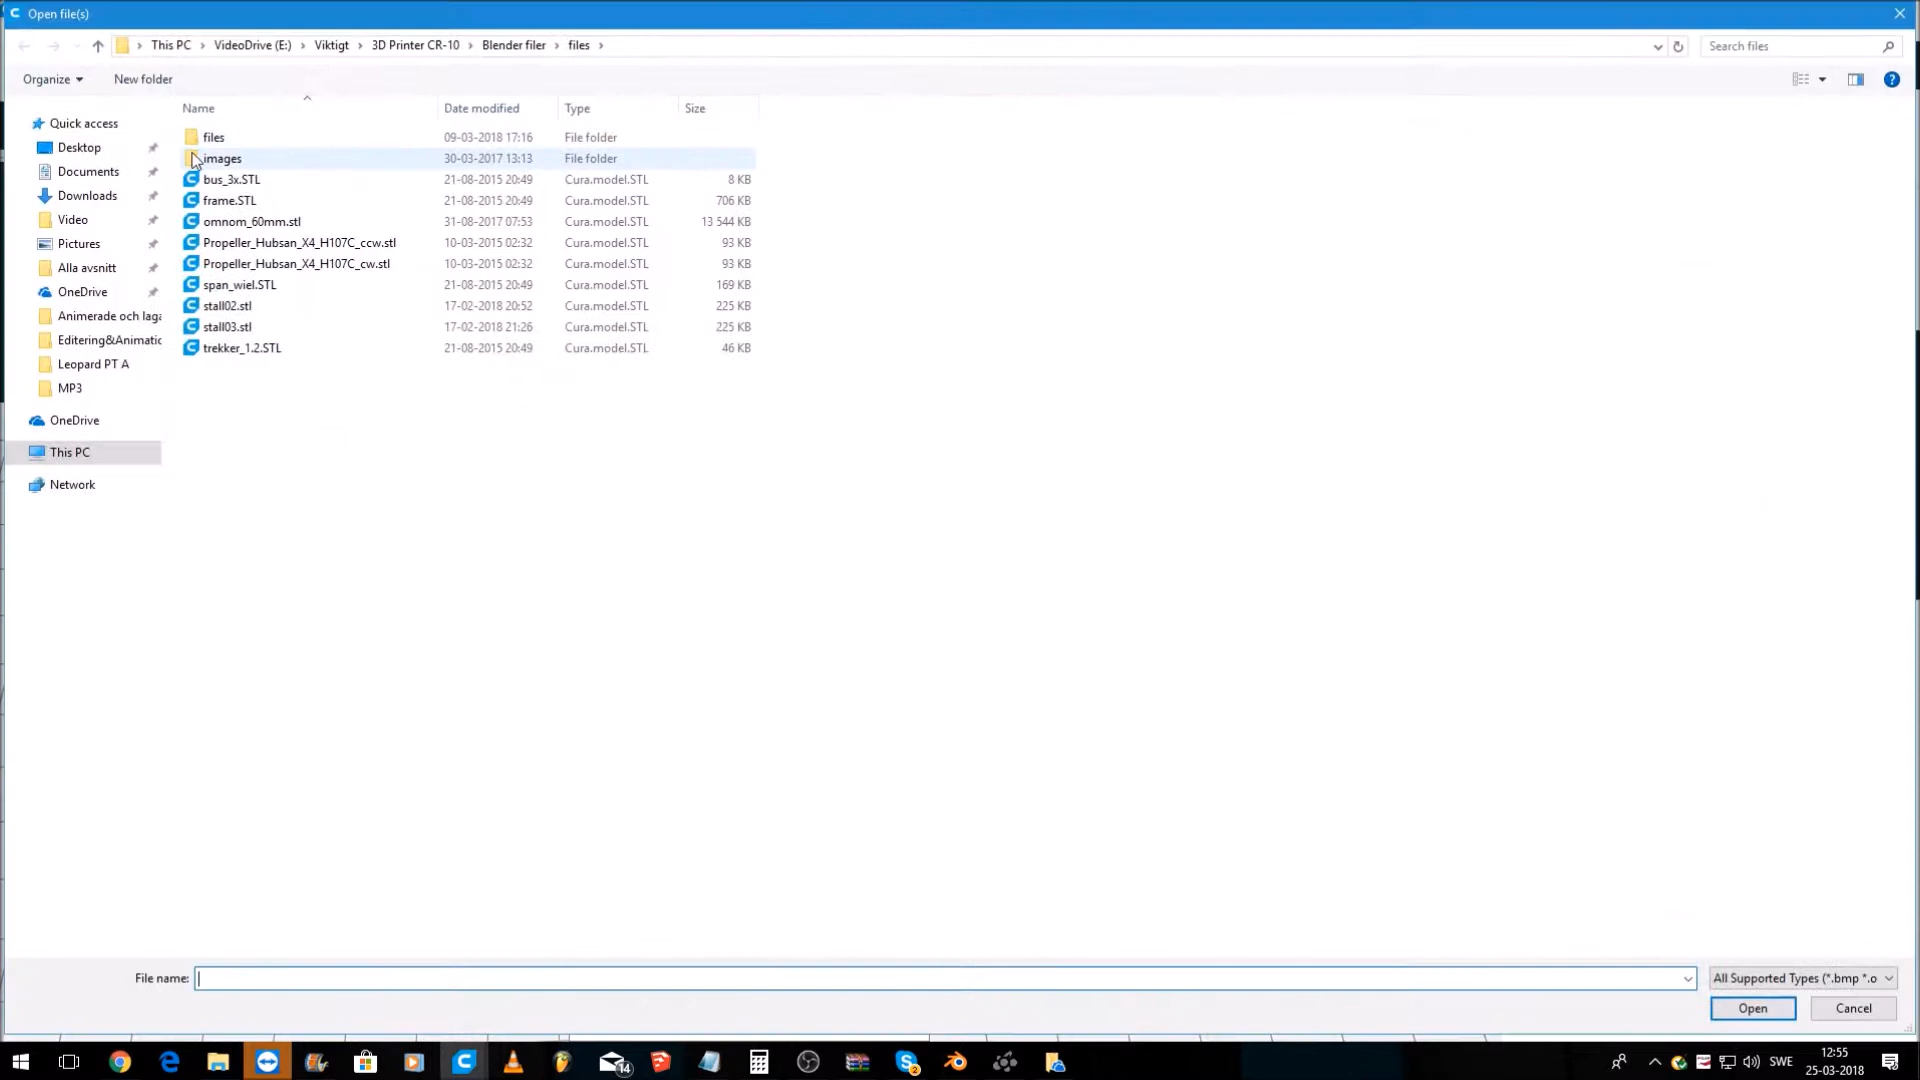 Open file(s)
This PC > VideoDrive (E:) > Viktigt > 3D Printer CR-10 > Blender filer > files >
Search files
Organize
New folder
Name Date modified Type Size
Quick access
Desktop
Documents
Downloads
Video
Pictures
Alla avsnitt
OneDrive
Animerade och laga
Editering&Animatic
Leopard PT A
MP3
OneDrive
This PC
Network
files 09-03-2018 17:16 File folder
images 30-03-2017 13:13 File folder
bus_3x.STL 21-08-2015 20:49 Cura.model.STL 8 KB
frame.STL 21-08-2015 20:49 Cura.model.STL 706 KB
omnom_60mm.stl 31-08-2017 07:53 Cura.model.STL 13 544 KB
Propeller_Hubsan_X4_H107C_ccw.stl 10-03-2015 02:32 Cura.model.STL 93 KB
Propeller_Hubsan_X4_H107C_cw.stl 10-03-2015 02:32 Cura.model.STL 93 KB
span_wiel.STL 21-08-2015 20:49 Cura.model.STL 169 KB
stall02.stl 17-02-2018 20:52 Cura.model.STL 225 KB
stall03.stl 17-02-2018 21:26 Cura.model.STL 225 KB
trekker_1.2.STL 21-08-2015 20:49 Cura.model.STL 46 KB
File name:
All Supported Types (*.bmp *.o
Open
Cancel
14
2
SWE
12:55
25-03-2018